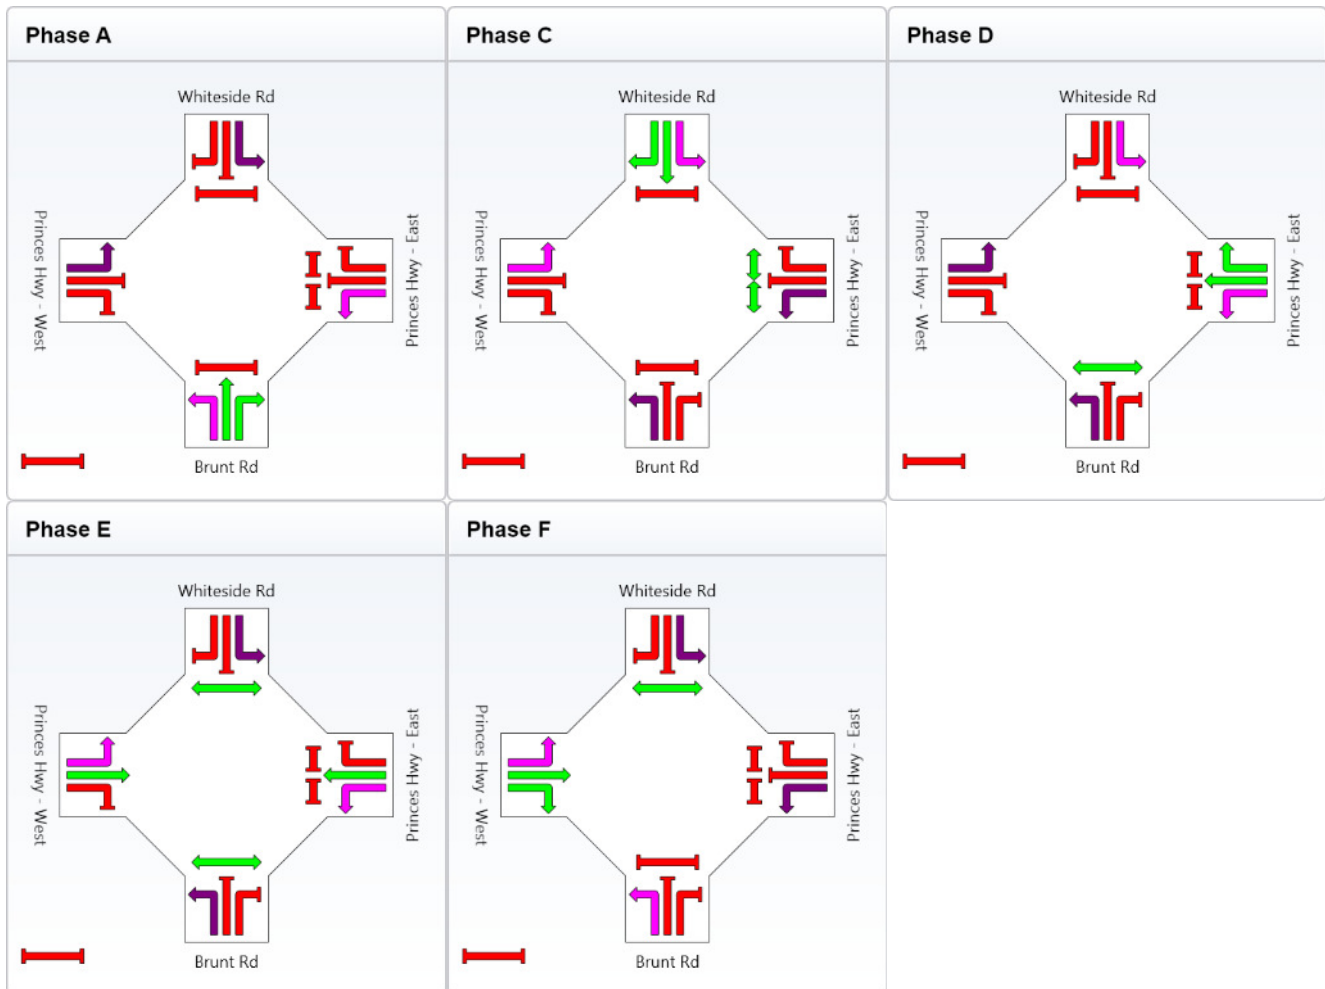 Phase A
Whiteside Rd
Princes Hwy - West
Princes Hwy - East
Brunt Rd
Phase C
Whiteside Rd
Princes Hwy - West
Princes Hwy - East
Brunt Rd
Phase D
Whiteside Rd
Princes Hwy - West
Princes Hwy - East
Brunt Rd
Phase E
Whiteside Rd
Princes Hwy - West
Princes Hwy - East
Brunt Rd
Phase F
Whiteside Rd
Princes Hwy - West
Princes Hwy - East
Brunt Rd